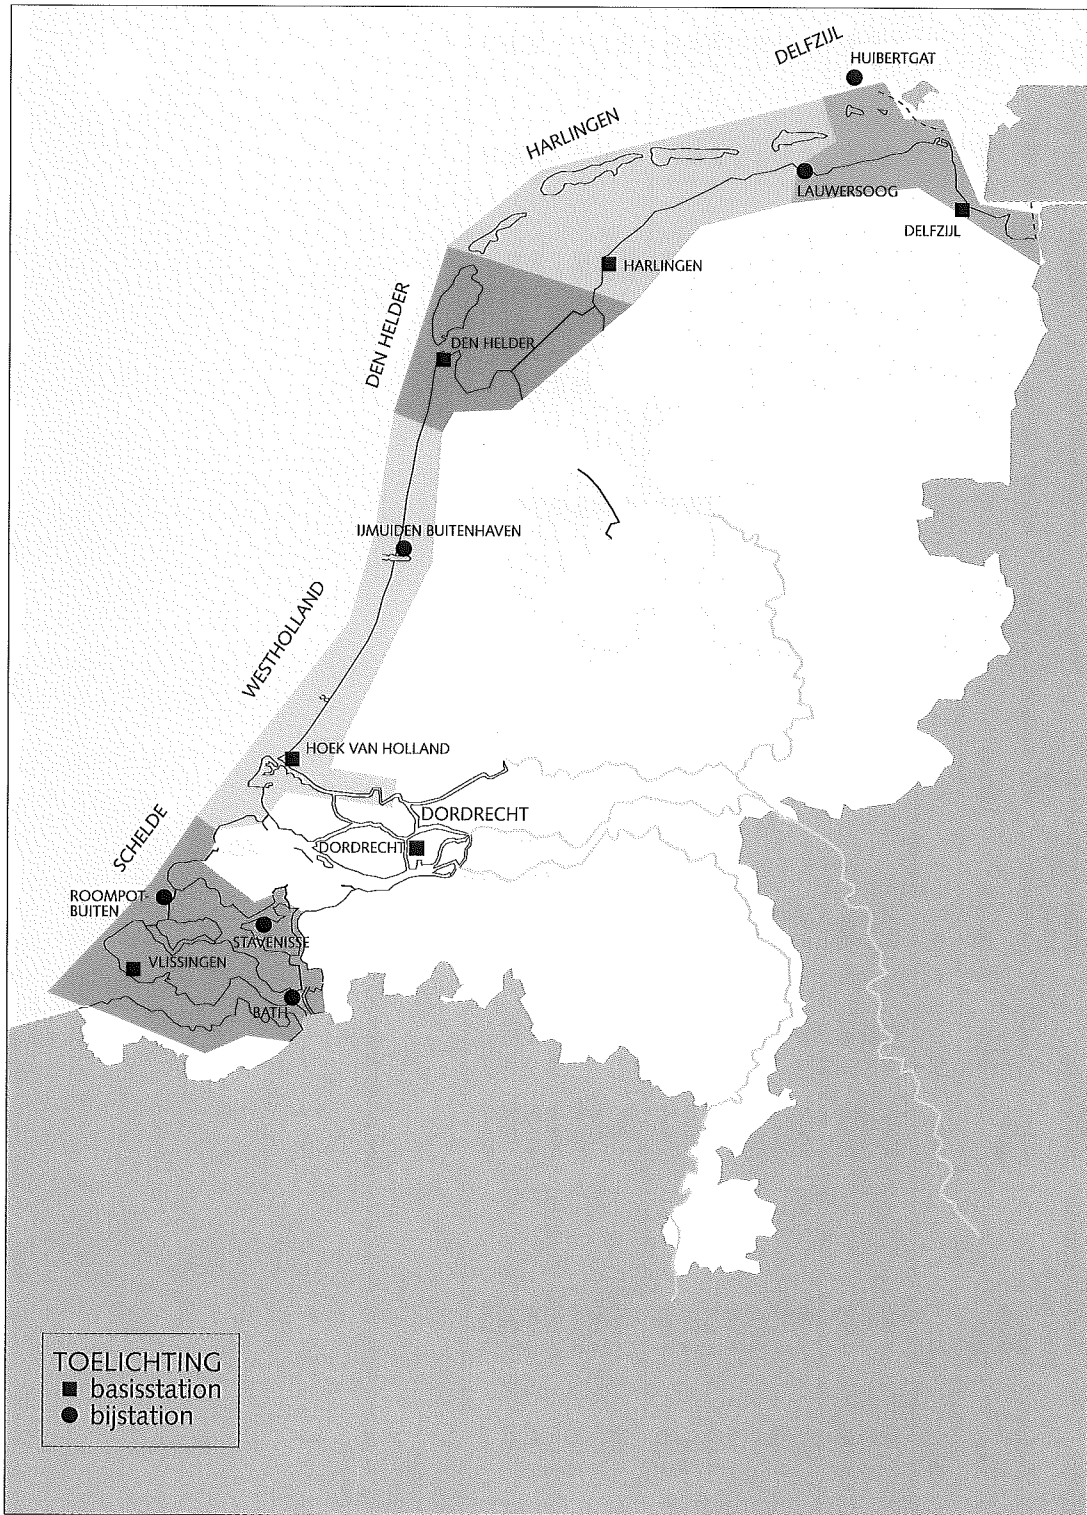 DELFZIJL
HUIBERTGAT
HARLINGEN
LAUWERSOOG
DELFZIJL
HARLINGEN
DEN HELDER
DEN HELDER
IJMUIDEN BUITENHAVEN
WESTHOLLAND
HOEK VAN HOLLAND
SCHELDE
DORDRECHT
DORDRECHT
ROOMPOT-
BUITEN
STAVENISSE
VLISSINGEN
BATH
TOELICHTING
basisstation
bijstation